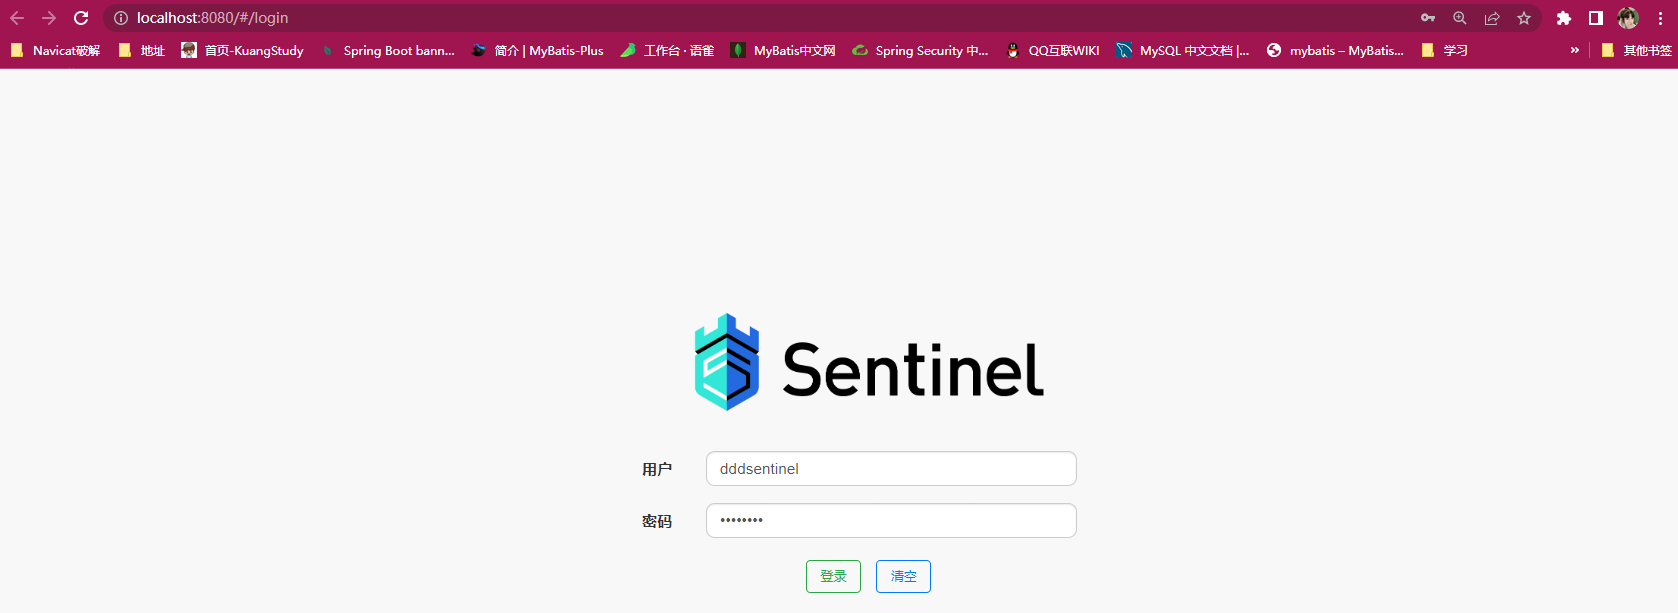 localhost:8080/#/login
Navicat破解 地址 首页-KuangStudy Spring Boot bann... 简介 | MyBatis-Plus 工作台 · 语雀 MyBatis中文网 Spring Security 中... QQ互联WIKI MySQL 中文文档 |... mybatis – MyBatis... 学习 » 其他书签
Sentinel
用户 dddsentinel
密码 ••••••••
登录 清空